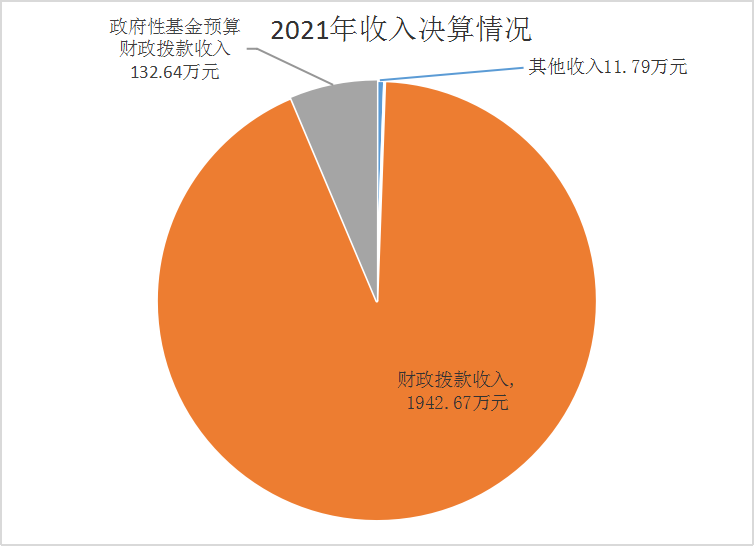 2021年收入决算情况
政府性基金预算
财政拨款收入
132.64万元
其他收入11.79万元
财政拨款收入,
1942.67万元